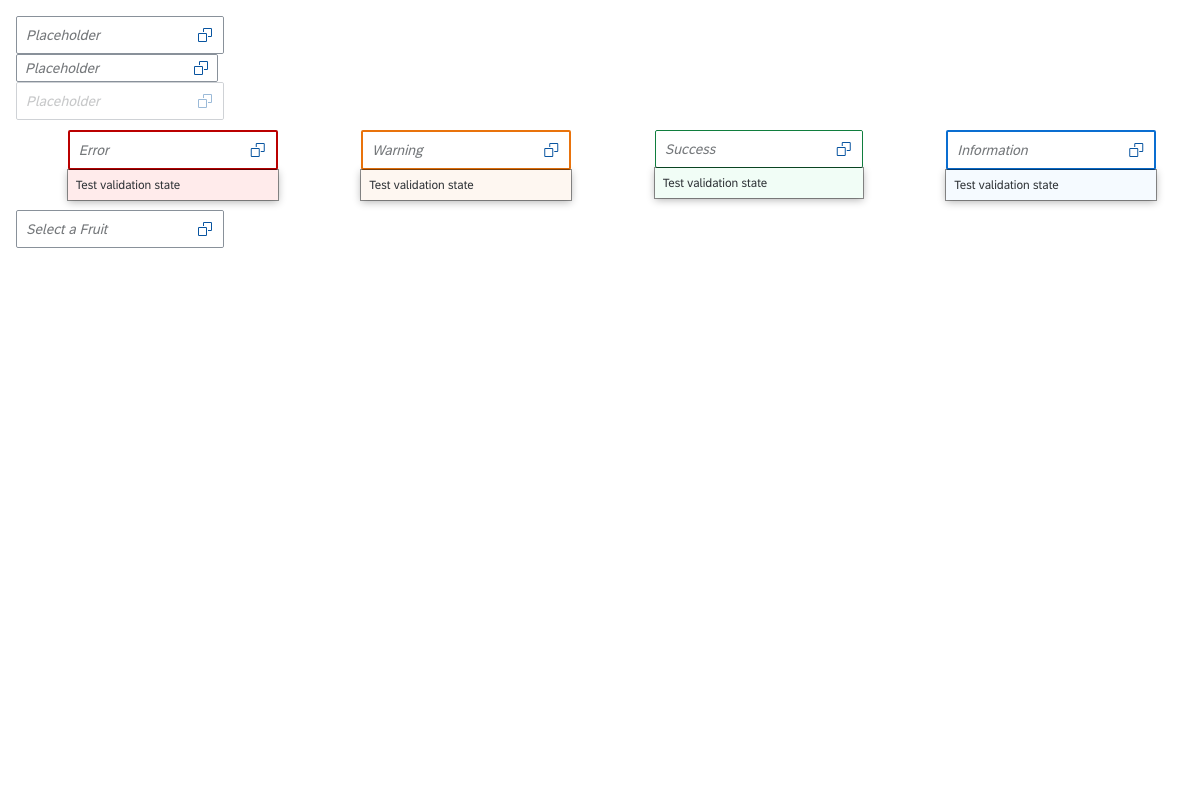 Placeholder
Placeholder
Placeholder
Error
Warning
Success
Information
Test validation state
Test validation state
Test validation state
Test validation state
Select a Fruit